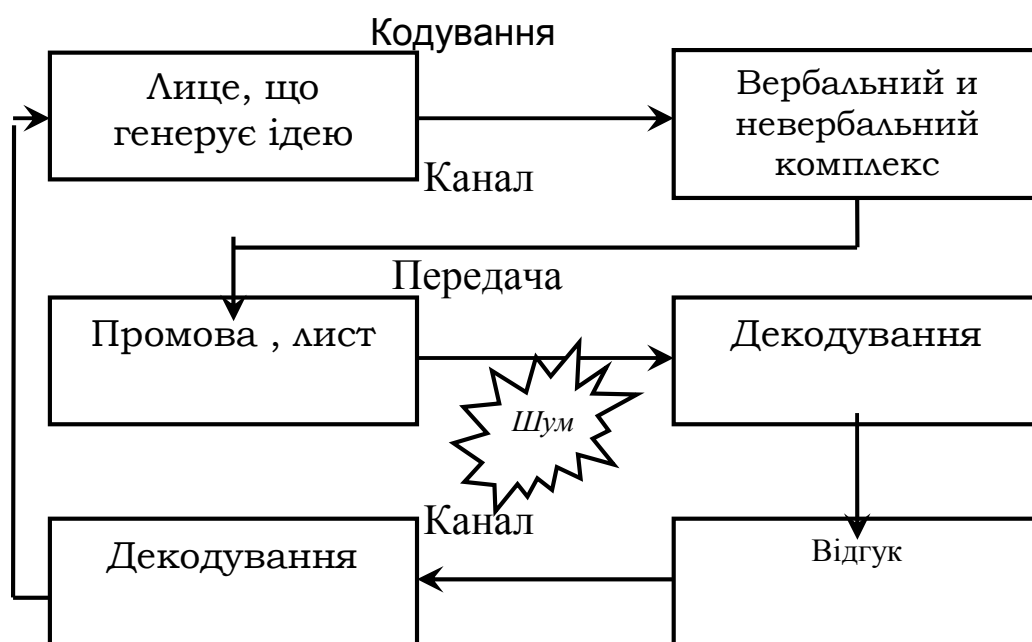 Кодування
Лице, що
генерує ідею
Вербальний и
невербальний
комплекс
Канал
Передача
Промова , лист
Декодування
Шум
Канал
Декодування
Відгук